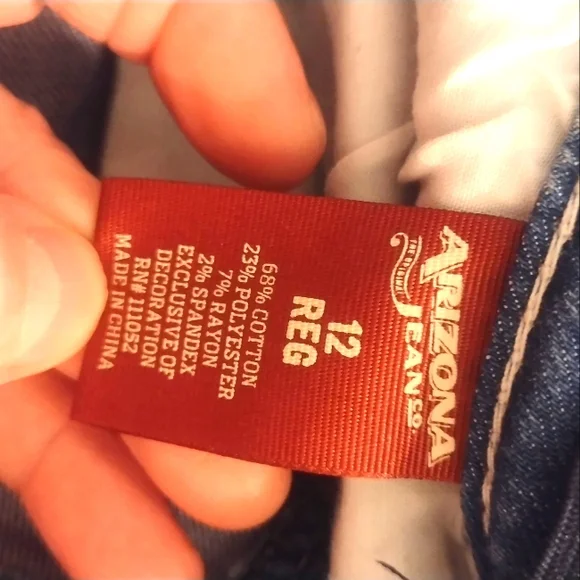 THE ORIGINAL
ARIZONA
JEAN CO.
12
REG
68% COTTON
23% POLYESTER
7% RAYON
2% SPANDEX
EXCLUSIVE OF
DECORATION
RN# 111052
MADE IN CHINA